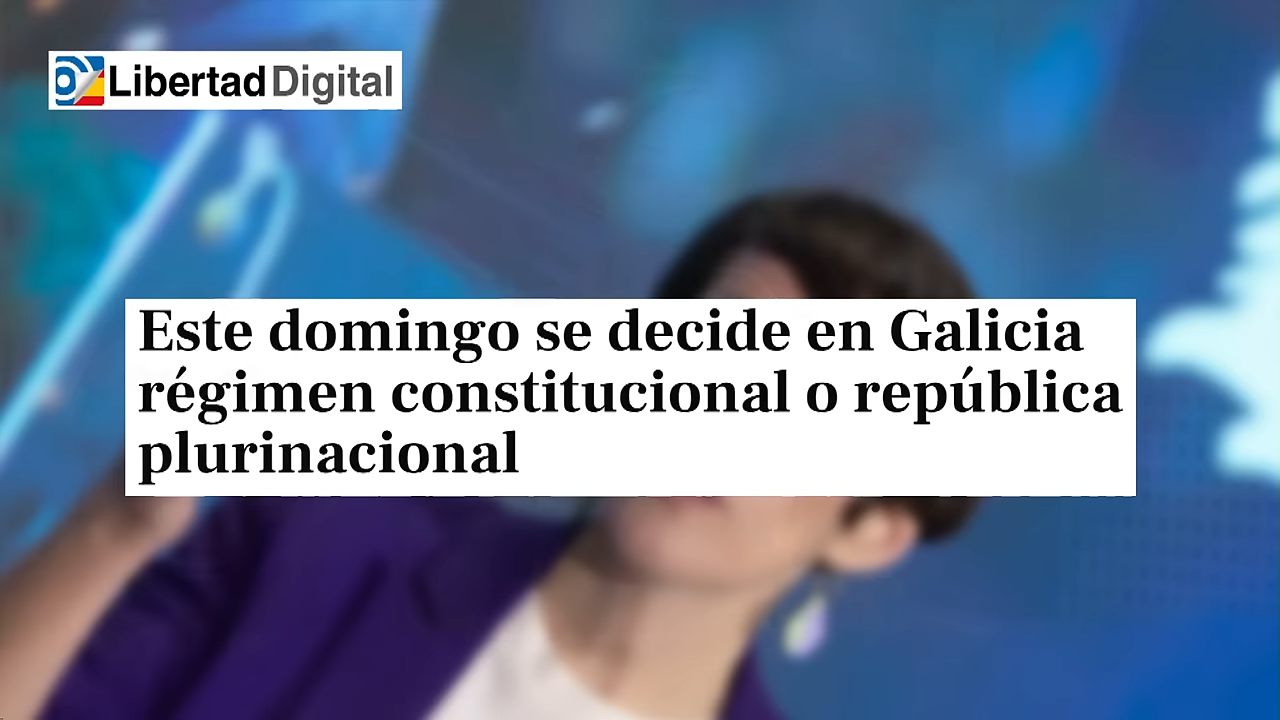 Libertad Digital
Este domingo se decide en Galicia
régimen constitucional o república
plurinacional